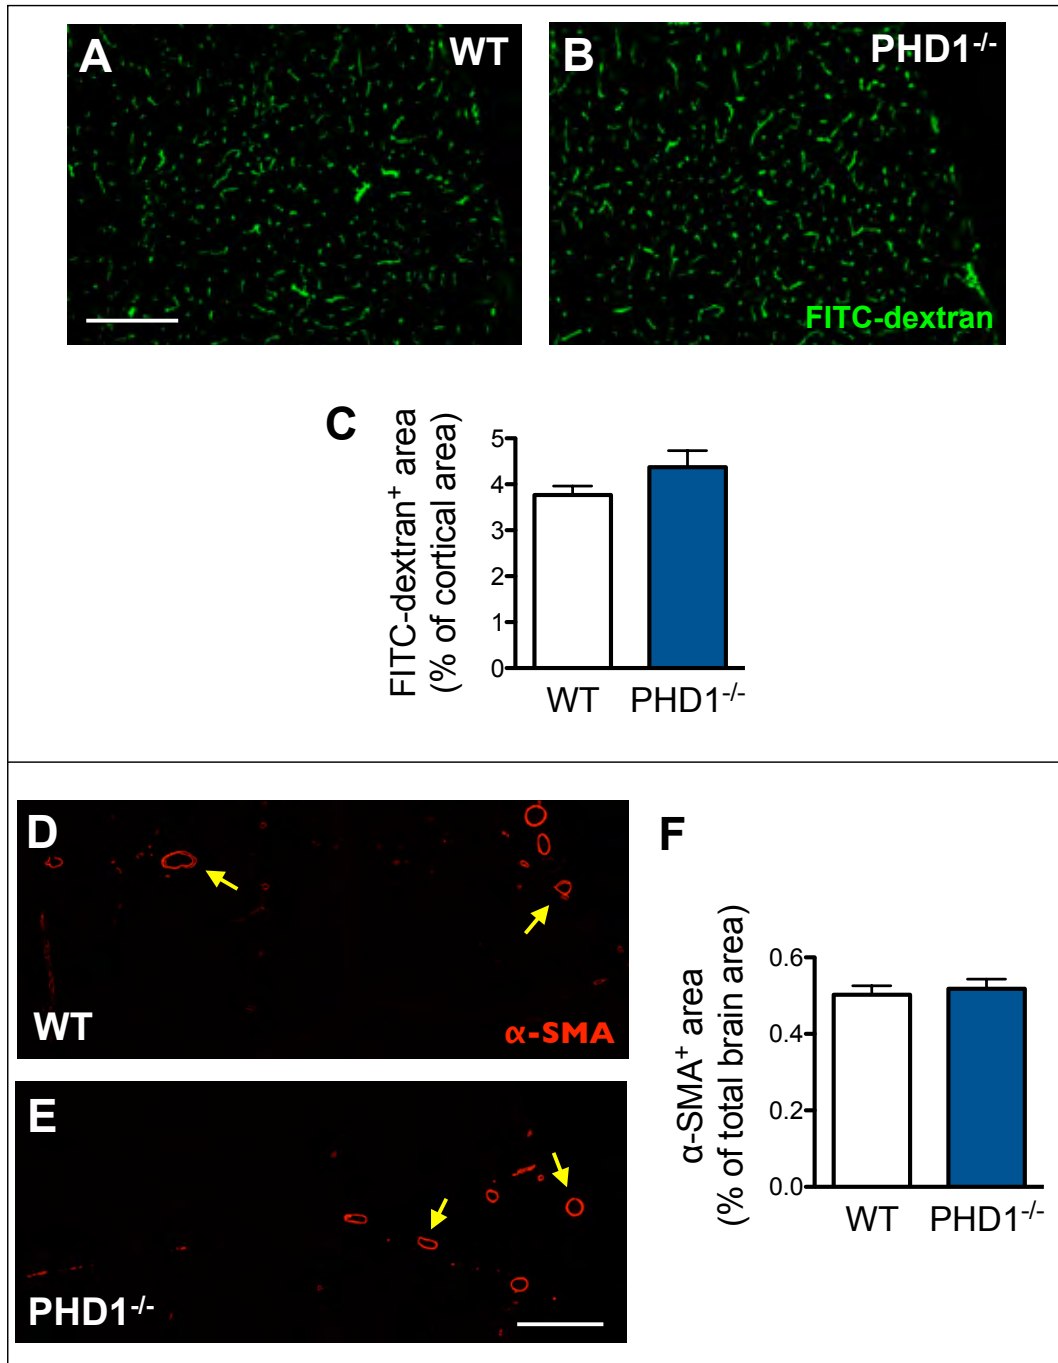 A
WT
B
PHD1-/-
FITC-dextran
C
FITC-dextran+ area
(% of cortical area)
5
4
3
2
1
0
WT
PHD1-/-
D
WT
α-SMA
E
PHD1-/-
F
α-SMA+ area
(% of total brain area)
0.6
0.4
0.2
0.0
WT
PHD1-/-